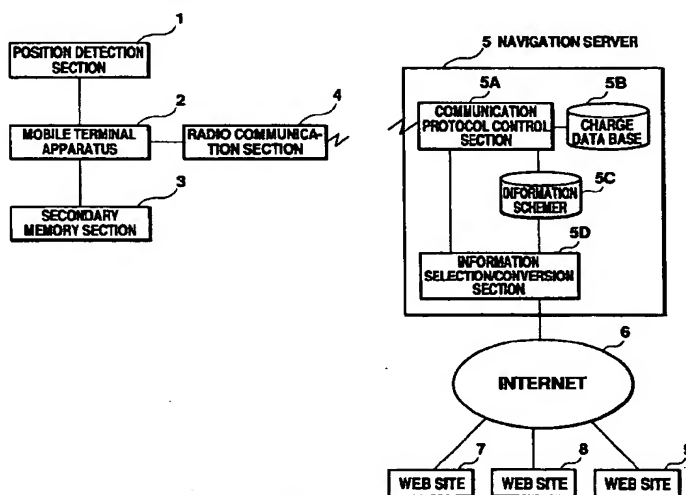 1
POSITION DETECTION
SECTION
2
MOBILE TERMINAL
APPARATUS
4
RADIO COMMUNICA-
TION SECTION
3
SECONDARY
MEMORY SECTION
5 NAVIGATION SERVER
5A
COMMUNICATION
PROTOCOL CONTROL
SECTION
5B
CHARGE
DATA BASE
5C
INFORMATION
SCHEMER
5D
INFORMATION
SELECTION/CONVERSION
SECTION
6
INTERNET
7
WEB SITE
8
WEB SITE
9
WEB SITE